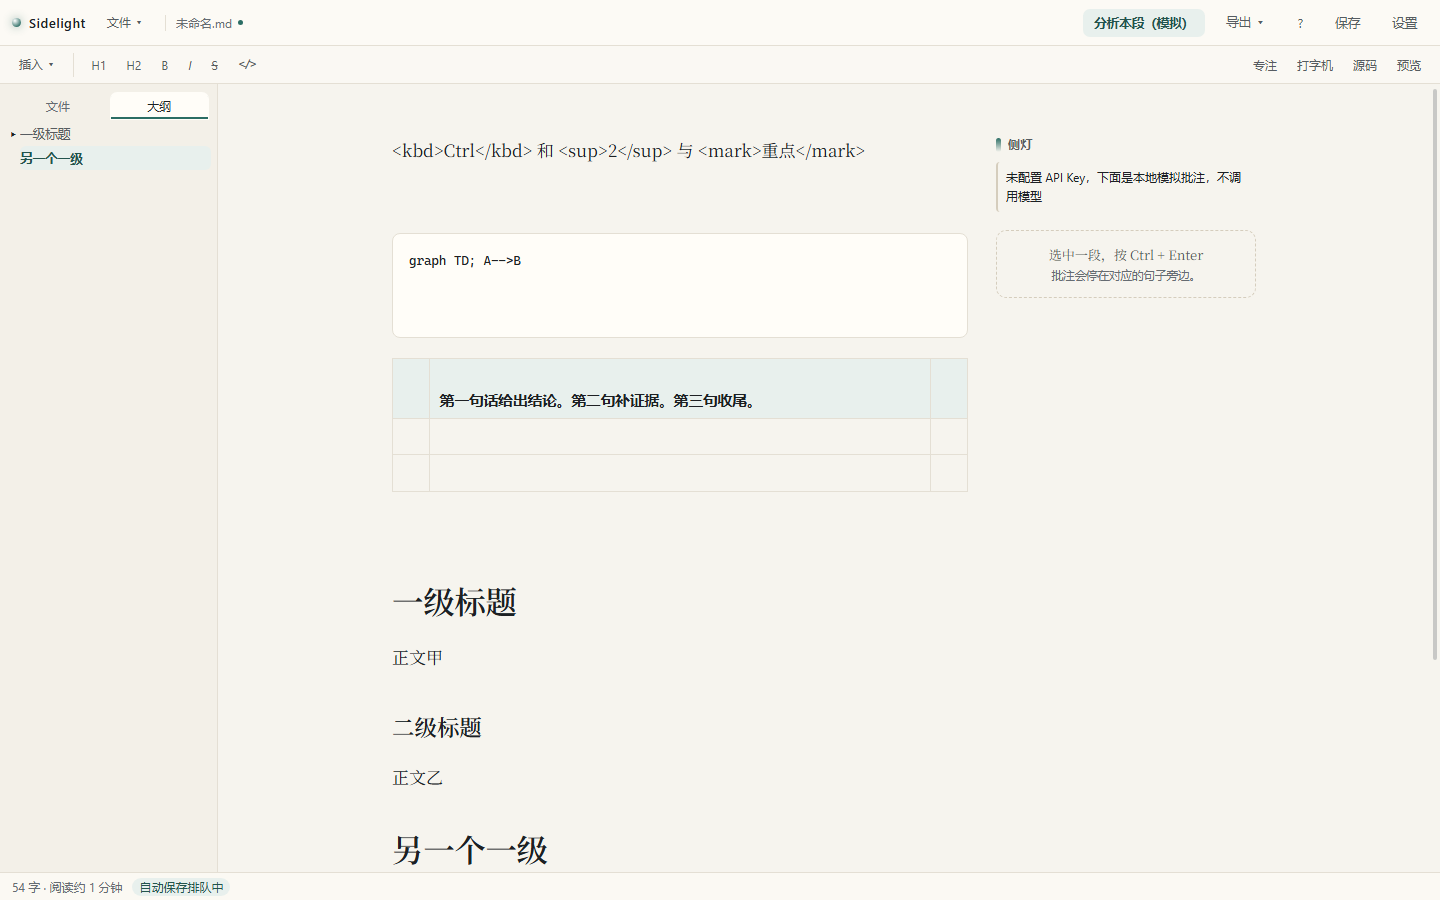 Sidelight 文件 ▾ 未命名.md ● 分析本段（模拟） 导出 ▾ ? 保存 设置
插入 ▾ H1 H2 B I S </> 专注 打字机 源码 预览
文件 大纲
▸ 一级标题
另一个一级
<kbd>Ctrl</kbd> 和 <sup>2</sup> 与 <mark>重点</mark>
graph TD; A-->B
第一句话给出结论。第二句补证据。第三句收尾。
一级标题
正文甲
二级标题
正文乙
另一个一级
侧灯
未配置 API Key，下面是本地模拟批注，不调
用模型
选中一段，按 Ctrl + Enter
批注会停在对应的句子旁边。
54 字 · 阅读约 1 分钟 自动保存排队中